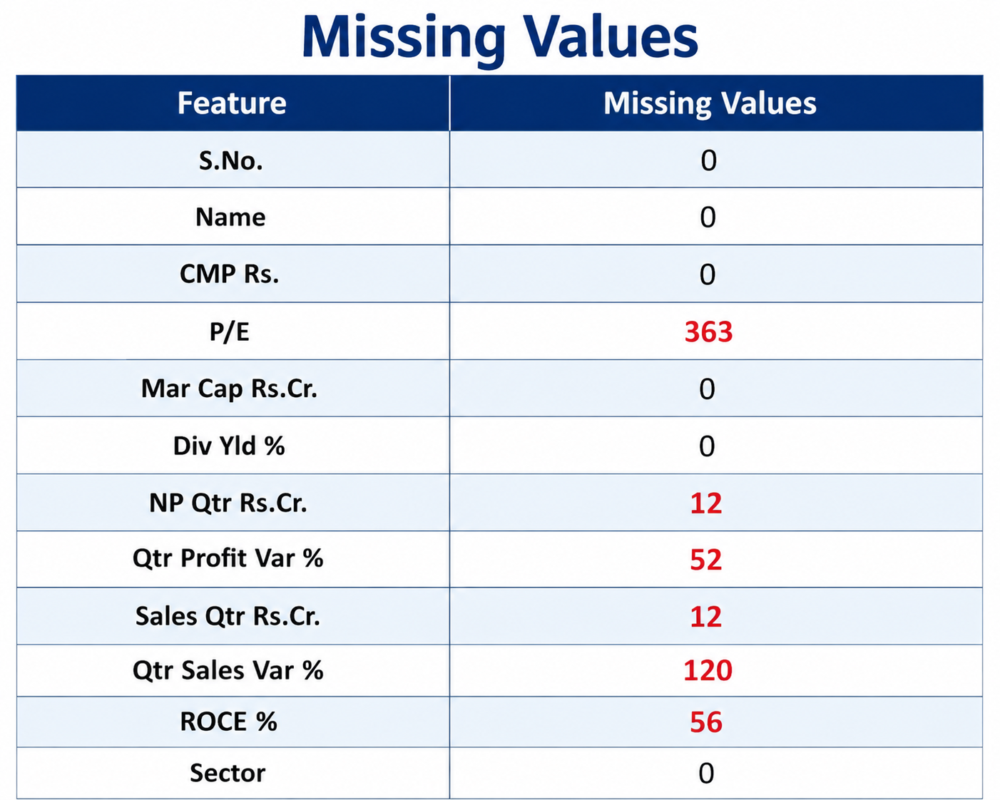 Missing Values
Feature Missing Values
S.No. 0
Name 0
CMP Rs. 0
P/E 363
Mar Cap Rs.Cr. 0
Div Yld % 0
NP Qtr Rs.Cr. 12
Qtr Profit Var % 52
Sales Qtr Rs.Cr. 12
Qtr Sales Var % 120
ROCE % 56
Sector 0